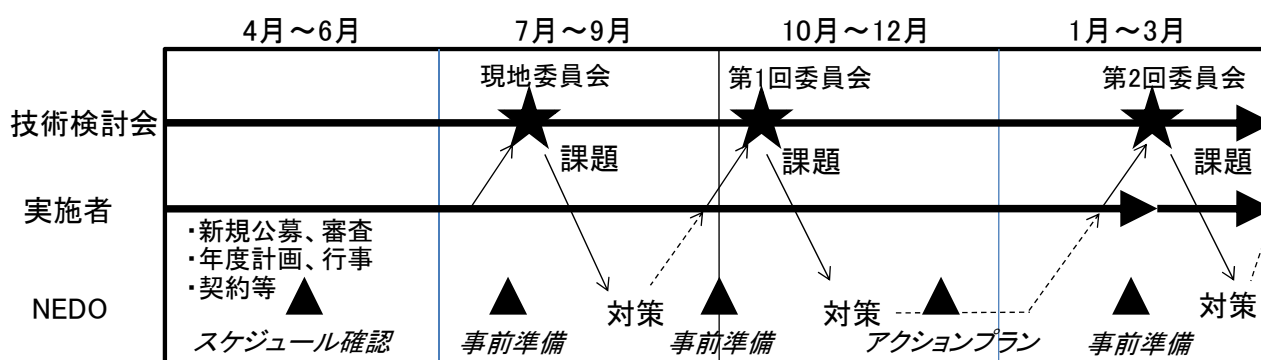 4月～6月
7月～9月
10月～12月
1月～3月
現地委員会
第1回委員会
第2回委員会
技術検討会
課題
課題
課題
実施者
・新規公募、審査
・年度計画、行事
・契約等
NEDO
対策
対策
対策
スケジュール確認
事前準備
事前準備
アクションプラン
事前準備